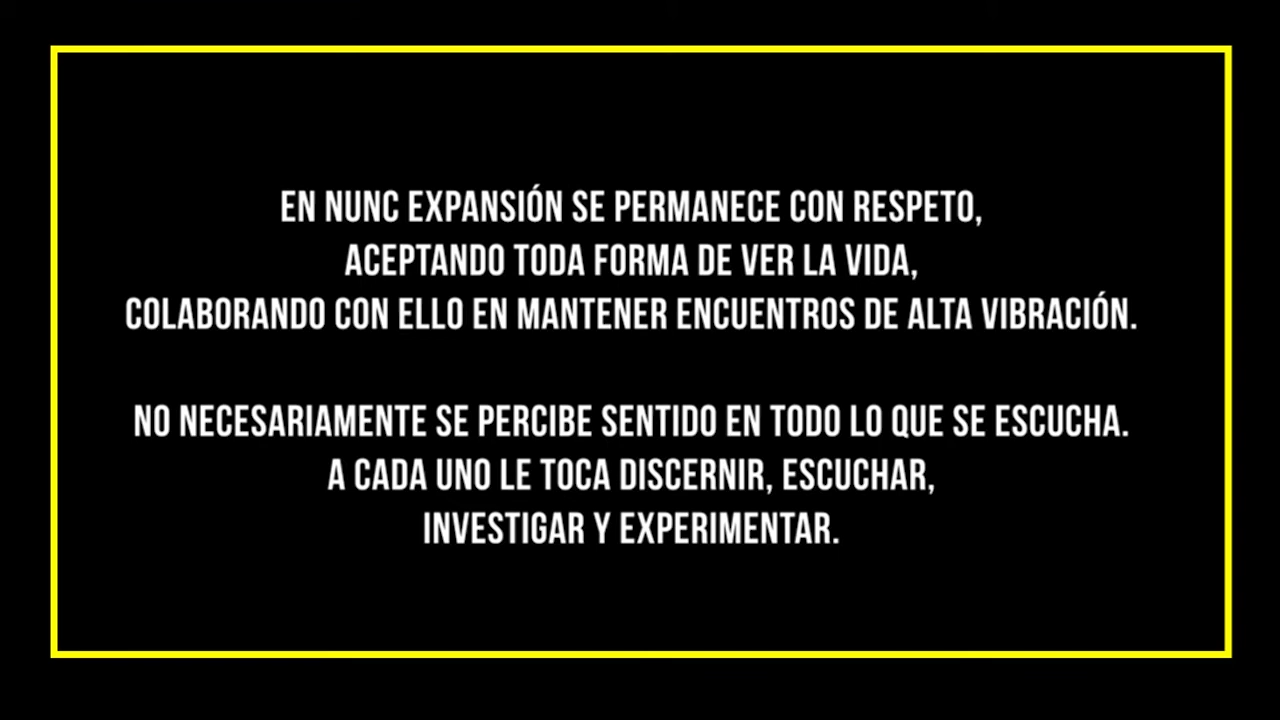 EN NUNC EXPANSIÓN SE PERMANECE CON RESPETO,
ACEPTANDO TODA FORMA DE VER LA VIDA,
COLABORANDO CON ELLO EN MANTENER ENCUENTROS DE ALTA VIBRACIÓN.
NO NECESARIAMENTE SE PERCIBE SENTIDO EN TODO LO QUE SE ESCUCHA.
A CADA UNO LE TOCA DISCERNIR, ESCUCHAR,
INVESTIGAR Y EXPERIMENTAR.